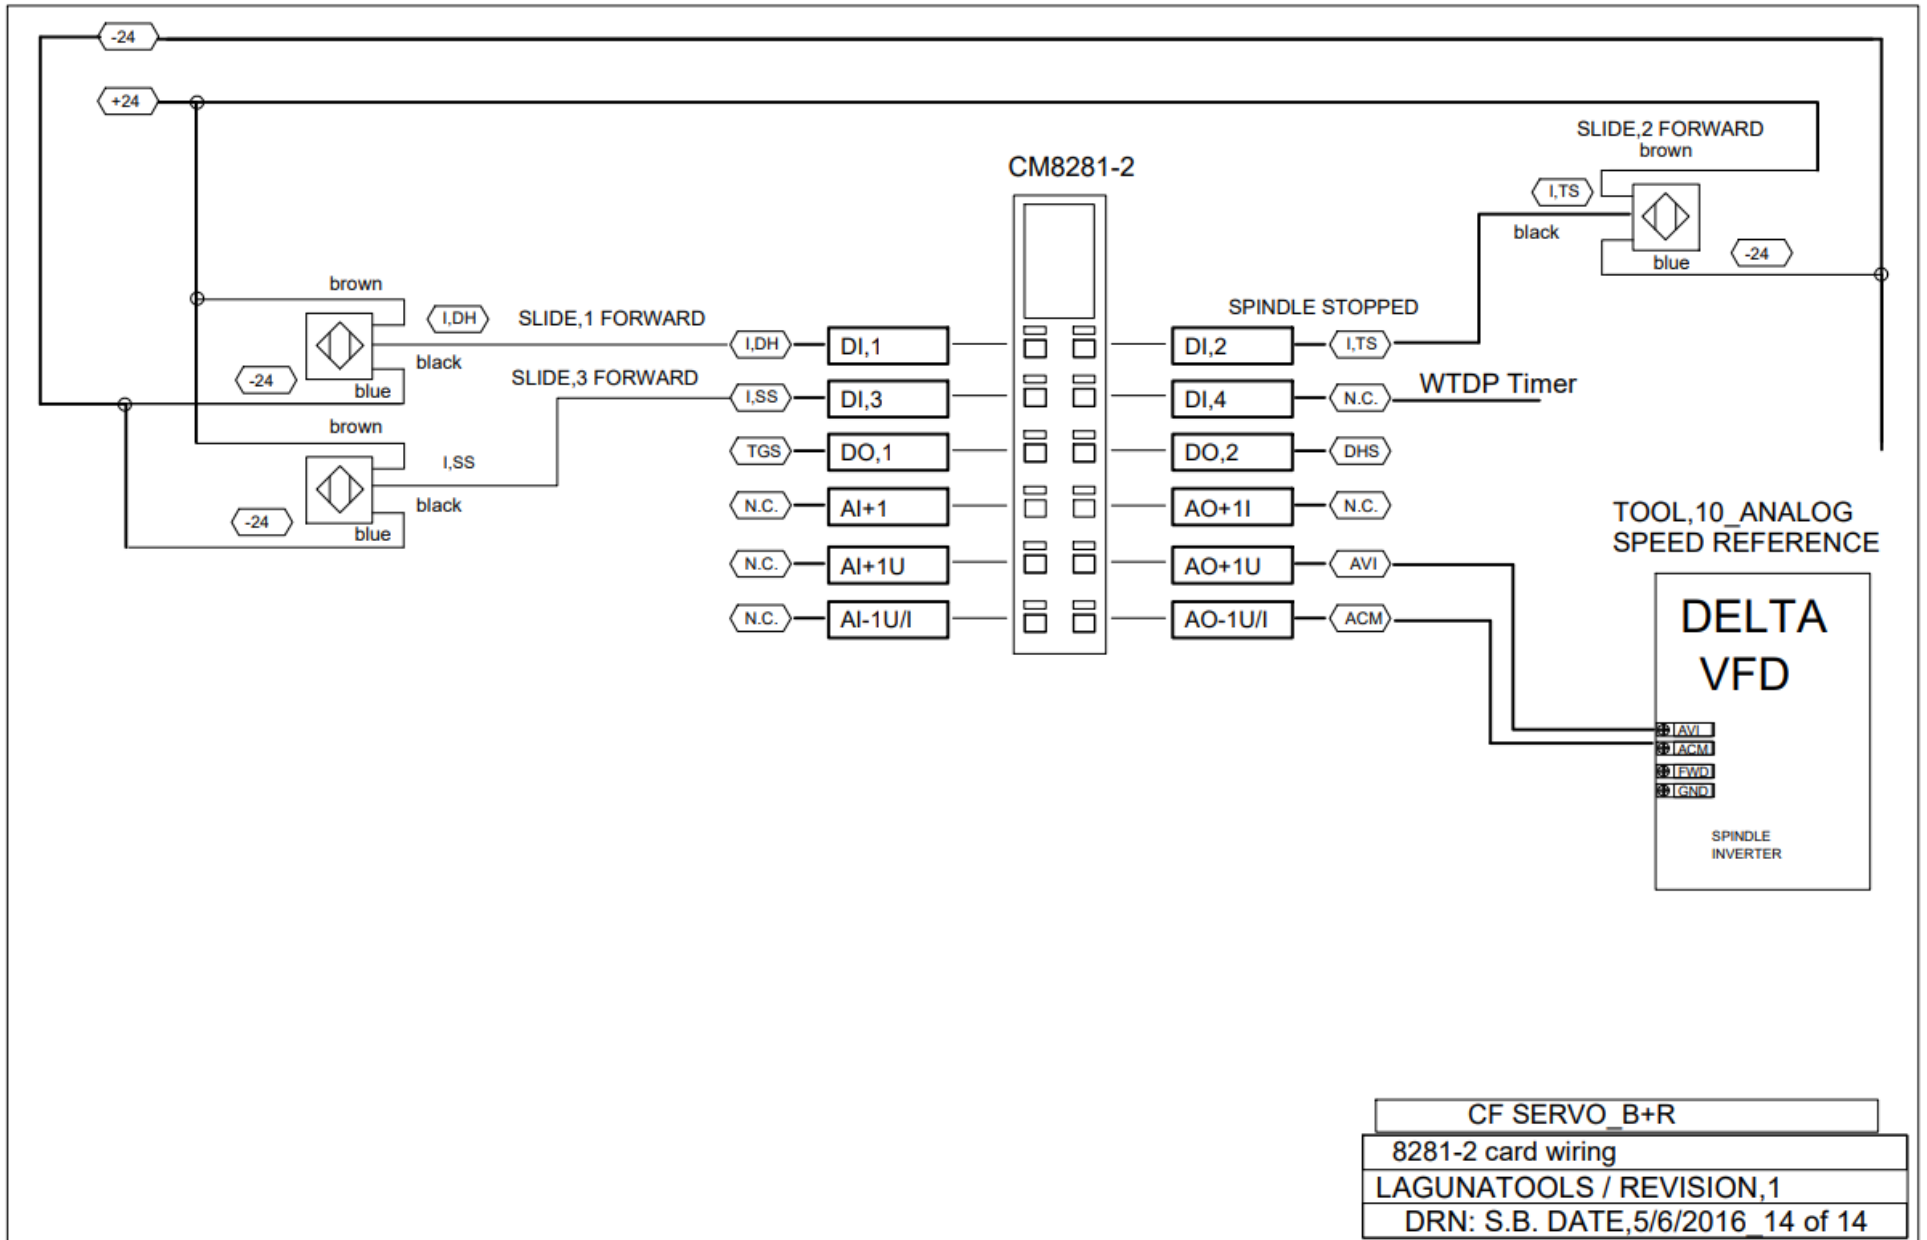 -24
+24
SLIDE,2 FORWARD
brown
CM8281-2
I,TS
black
blue
-24
brown
I,DH
SLIDE,1 FORWARD
SPINDLE STOPPED
I,DH
DI,1
DI,2
I,TS
black
-24
blue
SLIDE,3 FORWARD
I,SS
DI,3
DI,4
N.C.
WTDP Timer
brown
I,SS
TGS
DO,1
DO,2
DHS
black
-24
blue
N.C.
AI+1
AO+1I
N.C.
TOOL,10_ANALOG
SPEED REFERENCE
N.C.
AI+1U
AO+1U
AVI
N.C.
AI-1U/I
AO-1U/I
ACM
DELTA
VFD
AVI
ACM
FWD
GND
SPINDLE
INVERTER
CF SERVO_B+R
8281-2 card wiring
LAGUNATOOLS / REVISION,1
DRN: S.B. DATE,5/6/2016_14 of 14